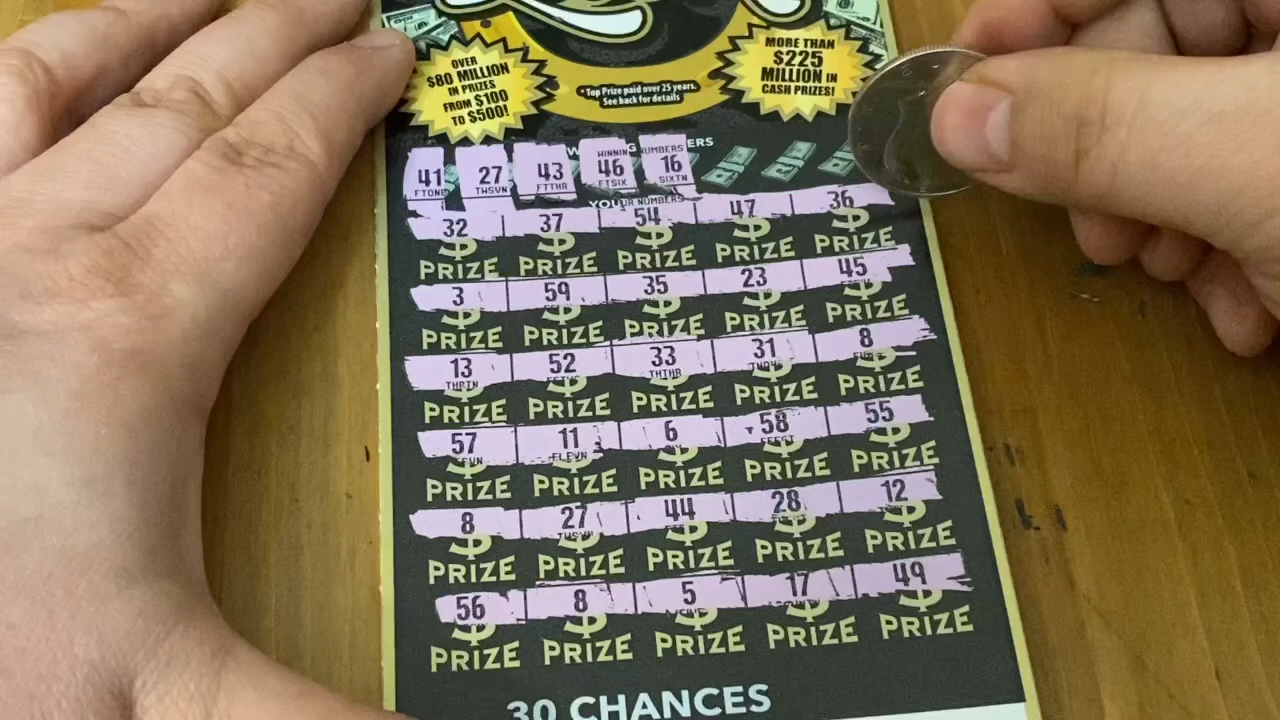 OVER
$80 MILLION
IN PRIZES
FROM $100
TO $500!
*Top Prize paid over 25 years.
See back for details
MORE THAN
$225
MILLION IN
CASH PRIZES!
WINNING NUMBERS
41 27 43 46 16
FTONE THSVN FTTHR FTSIX SIXTN
YOUR NUMBERS
32 37 54 47 36
$ $ $ $ $
PRIZE PRIZE PRIZE PRIZE PRIZE
3 59 35 23 45
$ $ $ $ $
PRIZE PRIZE PRIZE PRIZE PRIZE
13 52 33 31 8
THRTN THTHR
$ $ $ $ $
PRIZE PRIZE PRIZE PRIZE PRIZE
57 11 6 58 55
ELEVN
$ $ $ $ $
PRIZE PRIZE PRIZE PRIZE PRIZE
8 27 44 28 12
THSVN
$ $ $ $ $
PRIZE PRIZE PRIZE PRIZE PRIZE
56 8 5 17 49
$ $ $ $ $
PRIZE PRIZE PRIZE PRIZE PRIZE
30 CHANCES